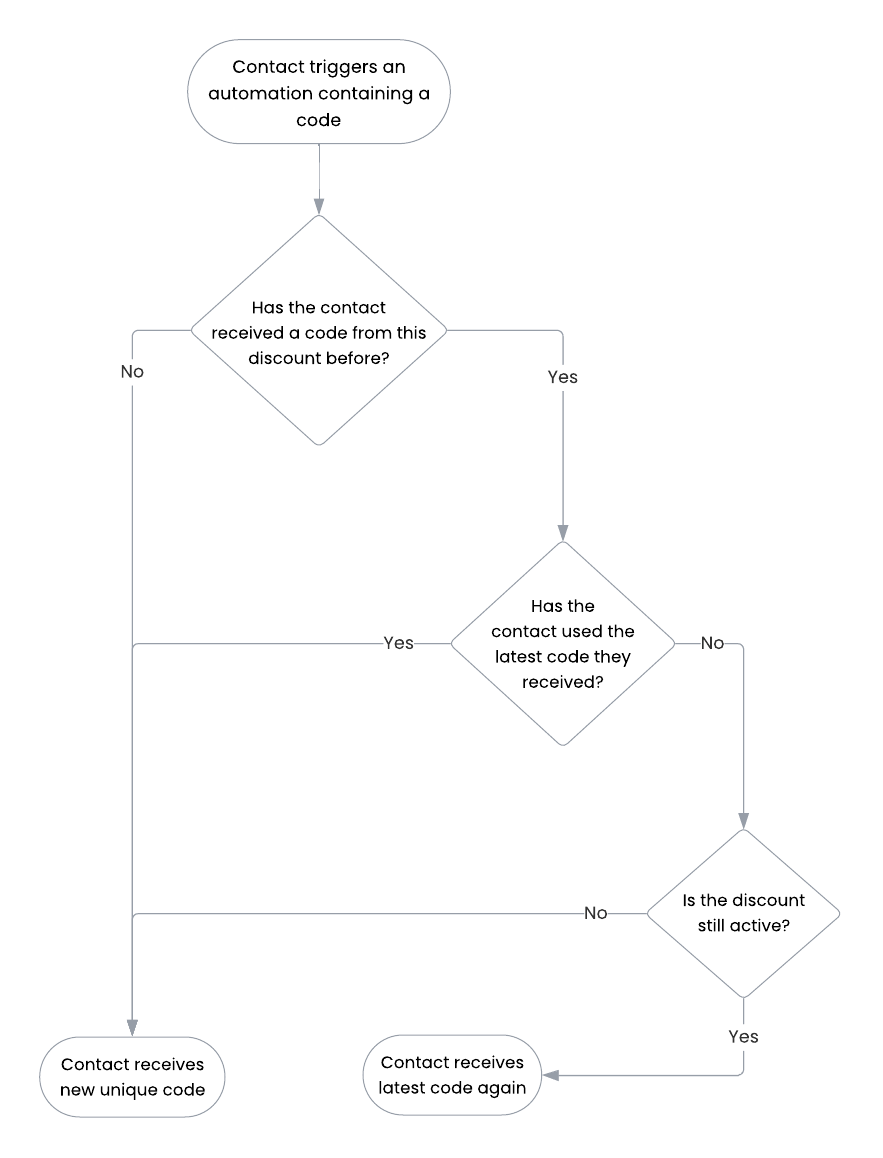 Contact triggers an
automation containing a
code
Has the contact
received a code from this
discount before?
No
Yes
Has the
contact used the
latest code they
received?
Yes
No
Is the discount
still active?
No
Yes
Contact receives
new unique code
Contact receives
latest code again